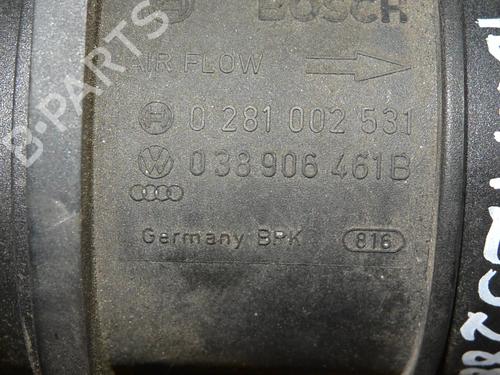 BOSCH
AIR FLOW
0 281 002 531
038 906 461B
Germany BPK
816
B-PARTS